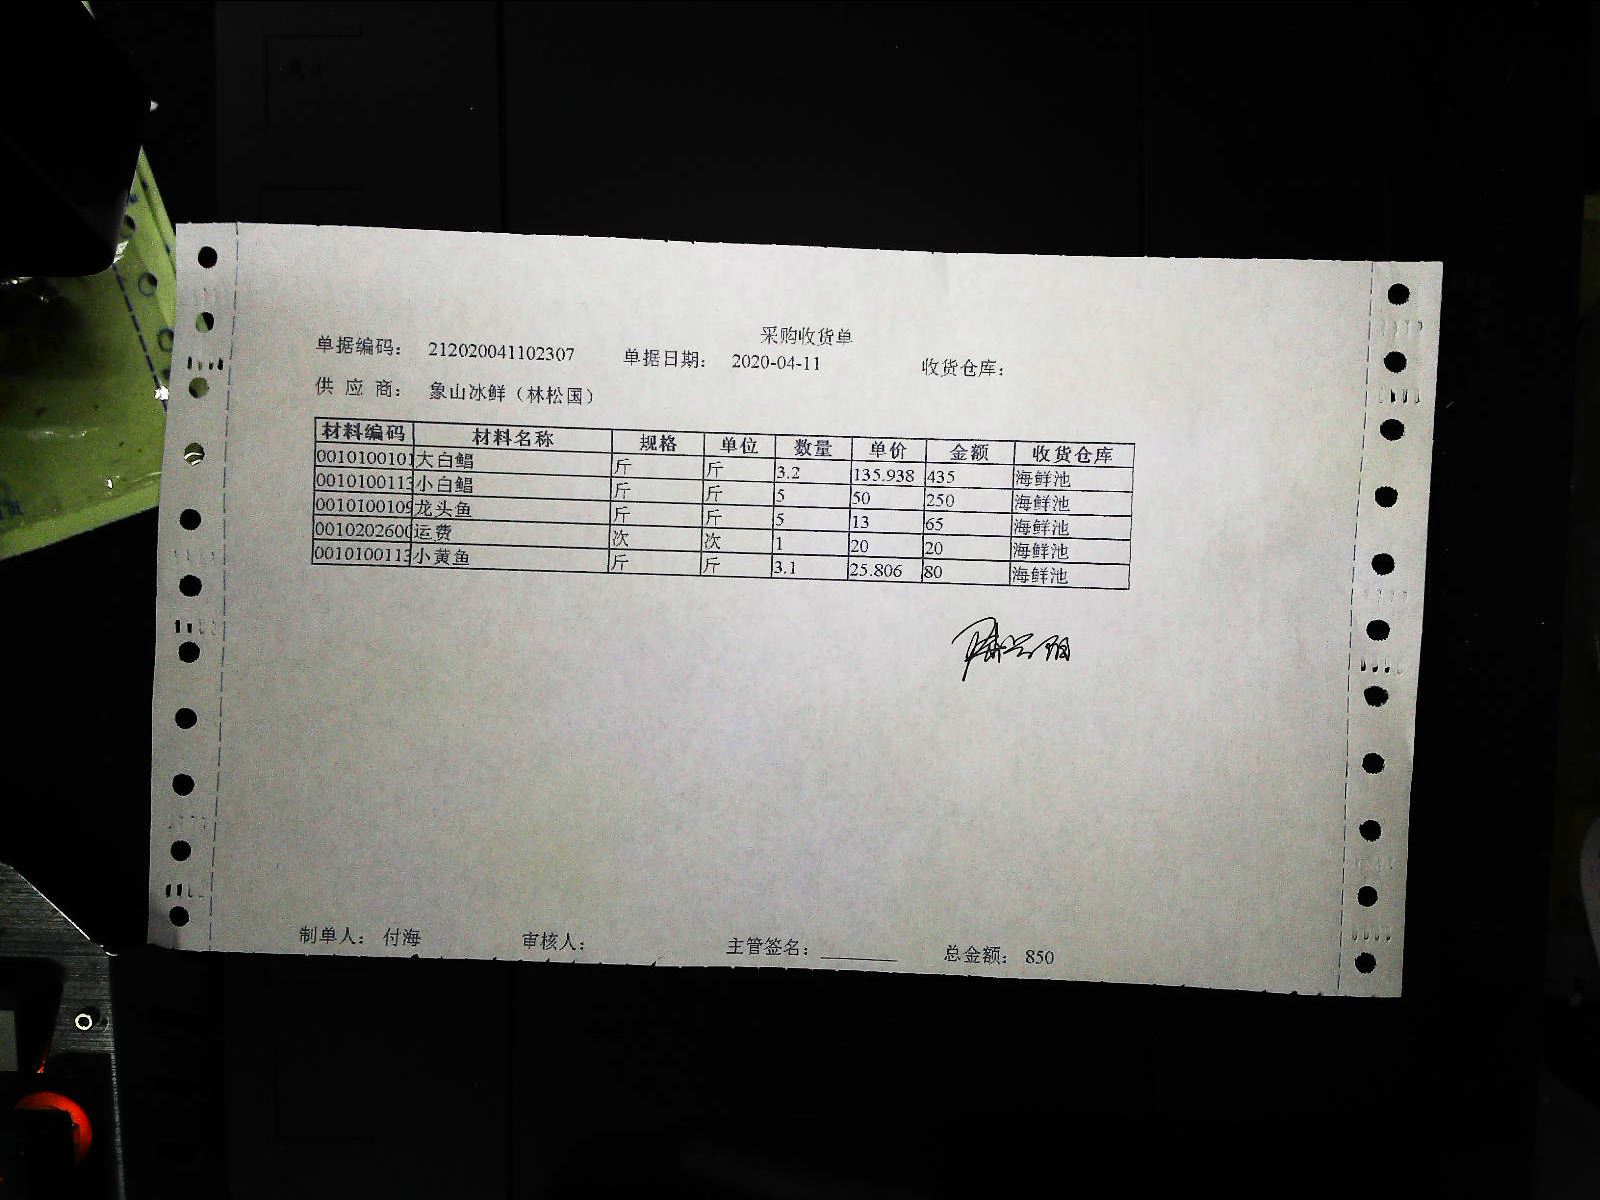 采购收货单
单据编码： 212020041102307 单据日期： 2020-04-11 收货仓库：
供 应 商： 象山冰鲜（林松国）
材料编码 材料名称 规格 单位 数量 单价 金额 收货仓库
0010100101 大白鲳 斤 斤 3.2 135.938 435 海鲜池
0010100113 小白鲳 斤 斤 5 50 250 海鲜池
0010100109 龙头鱼 斤 斤 5 13 65 海鲜池
0010202600 运费 次 次 1 20 20 海鲜池
0010100113 小黄鱼 斤 斤 3.1 25.806 80 海鲜池
制单人： 付海 审核人： 主管签名： 总金额： 850